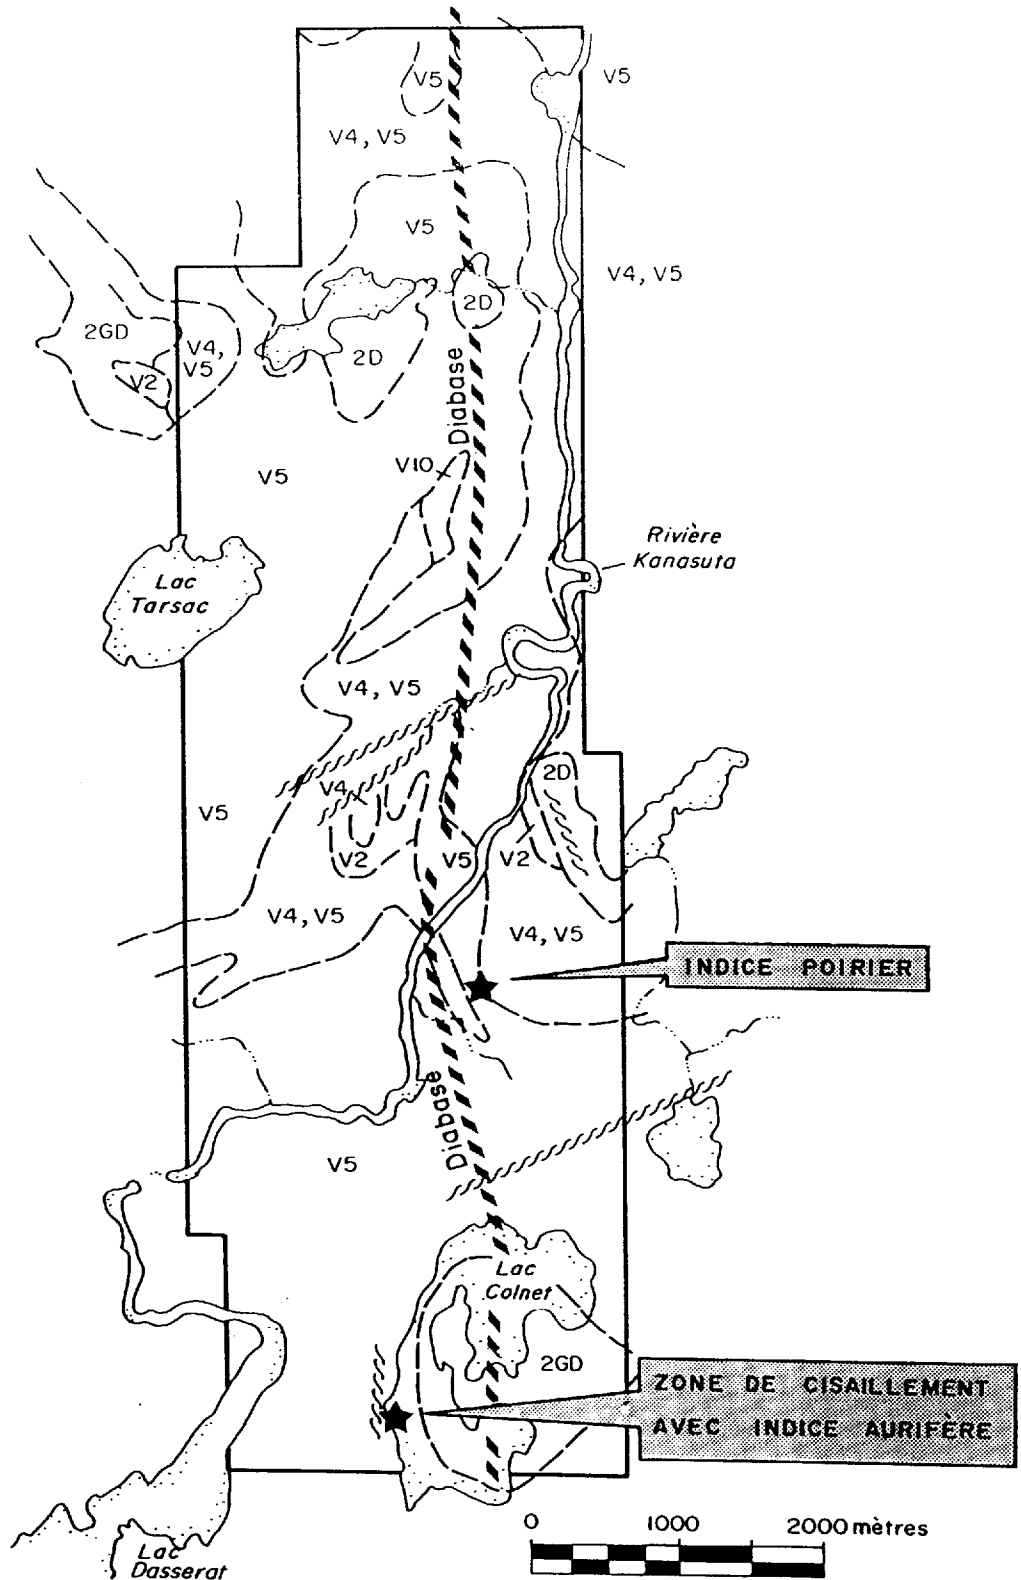 V5
V5
V4, V5
V5
V4, V5
2D
2GD
V4,
V5
2D
V2
Diabase
V10
V5
Rivière
Kanasuta
Lac
Tarsac
V4, V5
2D
V4
V5
V2
V5
V2
V4, V5
V4, V5
INDICE POIRIER
Diabase
V5
Lac
Colnet
2GD
ZONE DE CISAILLEMENT
AVEC INDICE AURIFÈRE
0 1000 2000 mètres
Lac
Dasserat